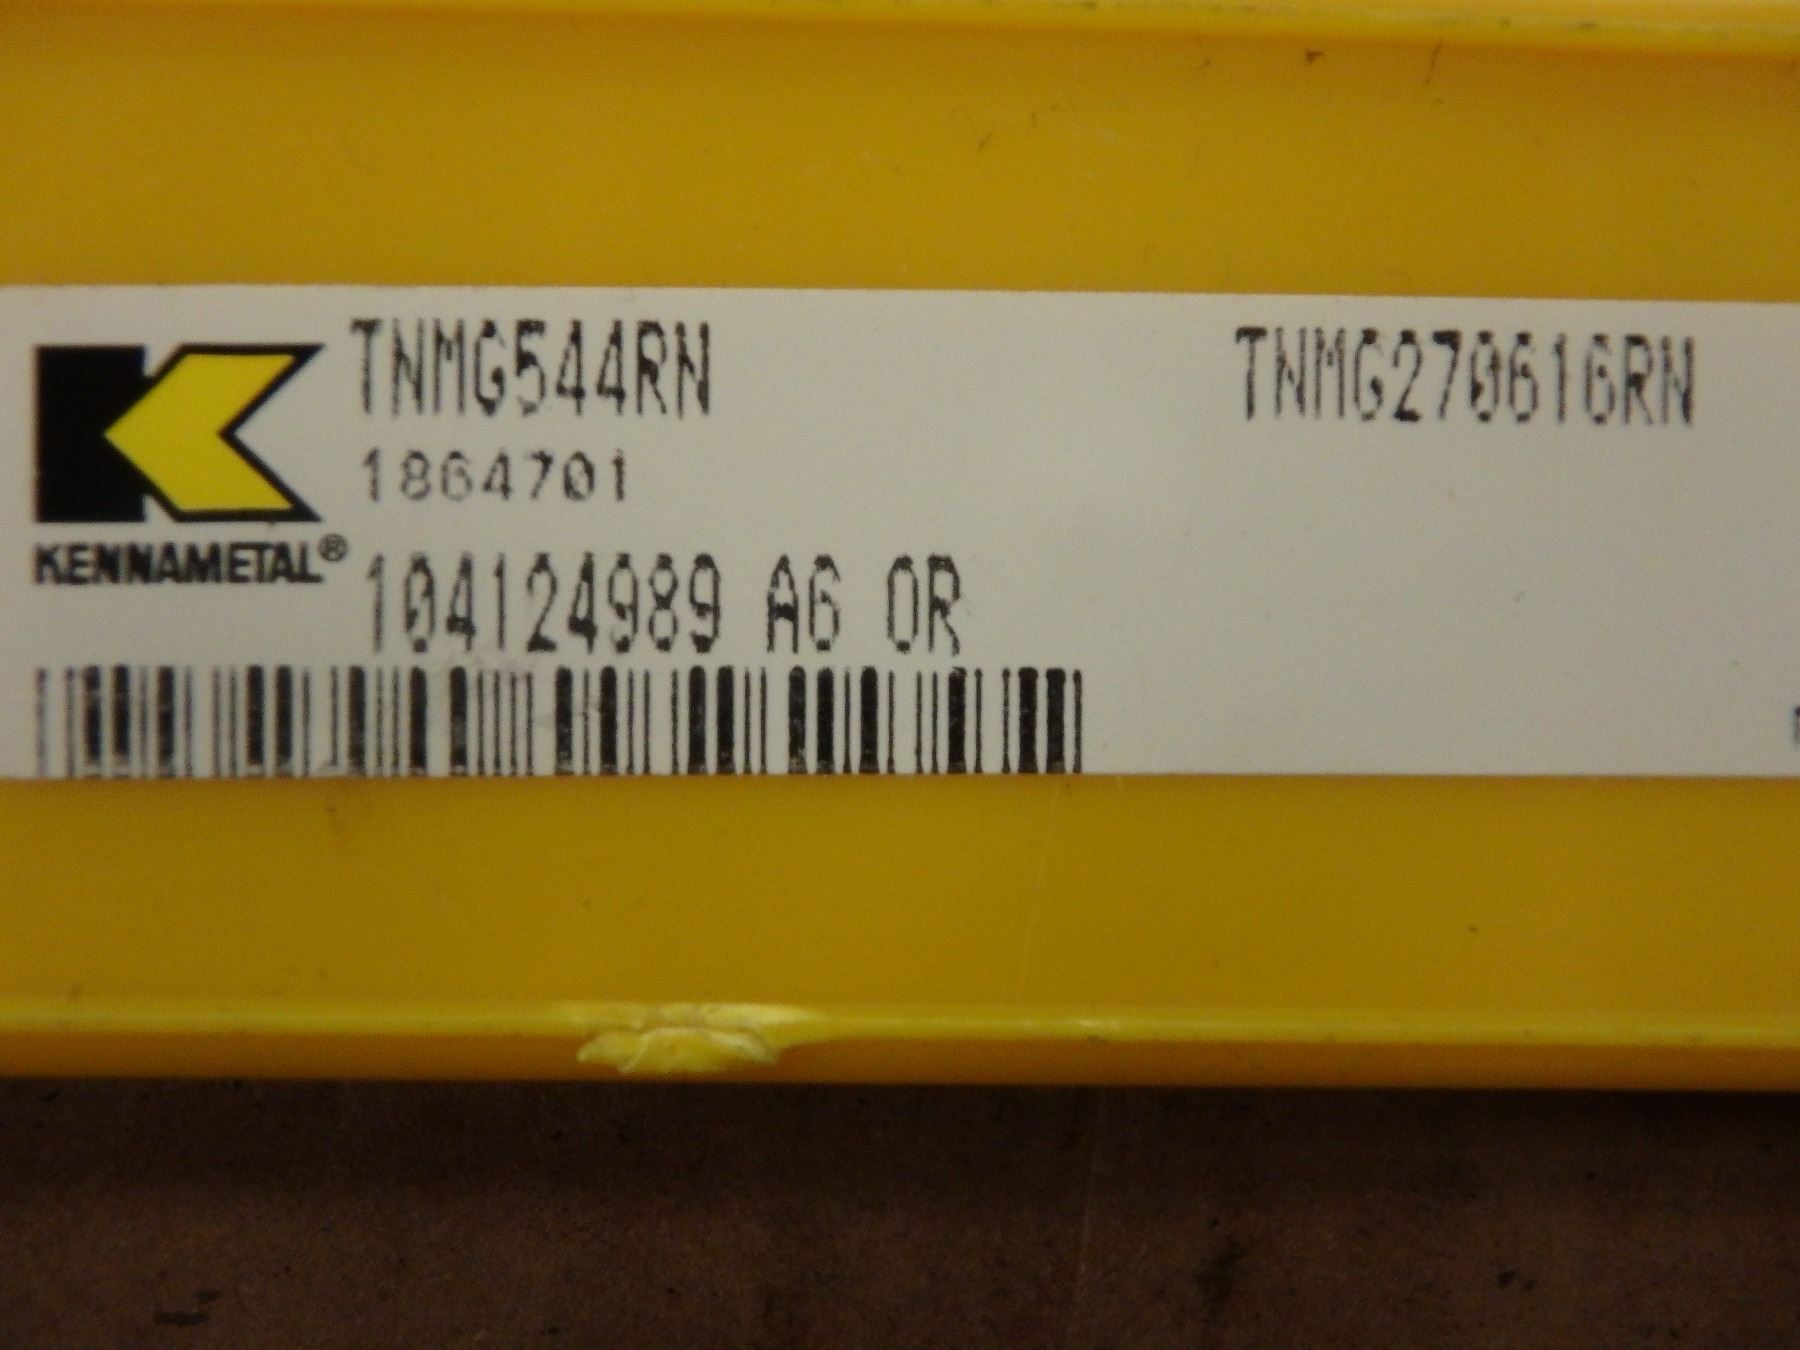 TNMG544RN TNMG270616RN
1864701
KENNAMETAL®
104124989 A6 OR